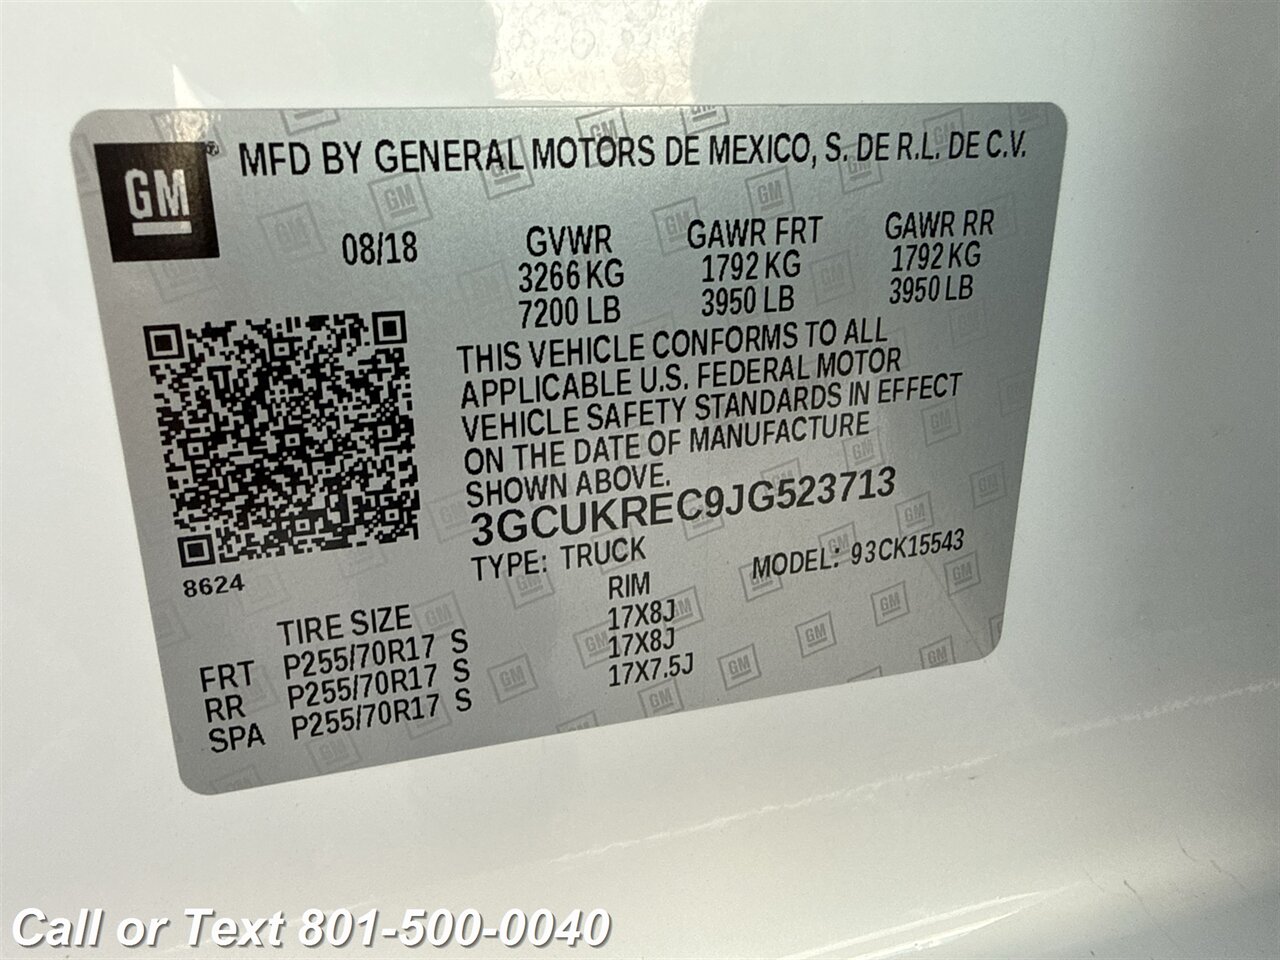 GM® MFD BY GENERAL MOTORS DE MEXICO, S. DE R.L. DE C.V.
08/18
GVWR GAWR FRT GAWR RR
3266 KG 1792 KG 1792 KG
7200 LB 3950 LB 3950 LB
THIS VEHICLE CONFORMS TO ALL
APPLICABLE U.S. FEDERAL MOTOR
VEHICLE SAFETY STANDARDS IN EFFECT
ON THE DATE OF MANUFACTURE
SHOWN ABOVE.
3GCUKREC9JG523713
8624
TYPE: TRUCK MODEL: 93CK15543
TIRE SIZE RIM
FRT P255/70R17 S 17X8J
RR P255/70R17 S 17X8J
SPA P255/70R17 S 17X7.5J
Call or Text 801-500-0040